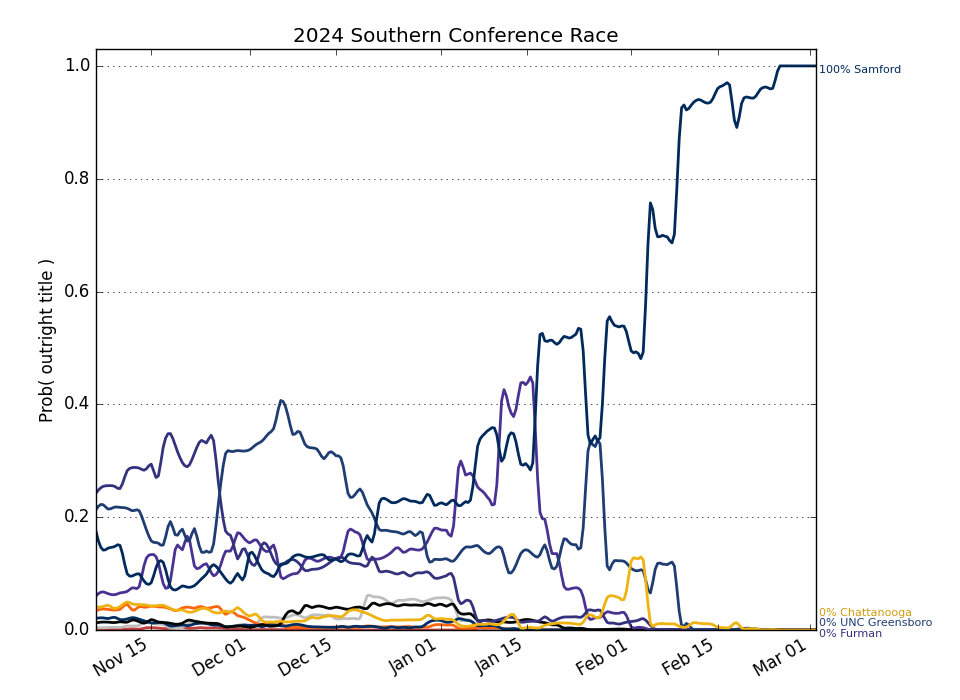 2024 Southern Conference Race
Prob( outright title )
1.0
0.8
0.6
0.4
0.2
0.0
100% Samford
0% Chattanooga
0% UNC Greensboro
0% Furman
Nov 15
Dec 01
Dec 15
Jan 01
Jan 15
Feb 01
Feb 15
Mar 01